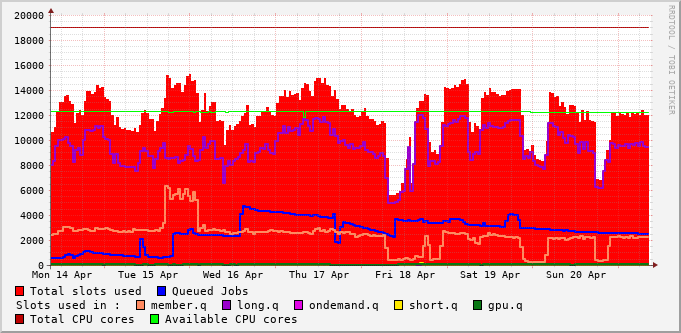 20000
18000
16000
14000
12000
10000
8000
6000
4000
2000
0
Mon 14 Apr Tue 15 Apr Wed 16 Apr Thu 17 Apr Fri 18 Apr Sat 19 Apr Sun 20 Apr
Total slots used Queued Jobs
Slots used in : member.q long.q ondemand.q short.q gpu.q
Total CPU cores Available CPU cores
RRDTOOL / TOBI OETIKER